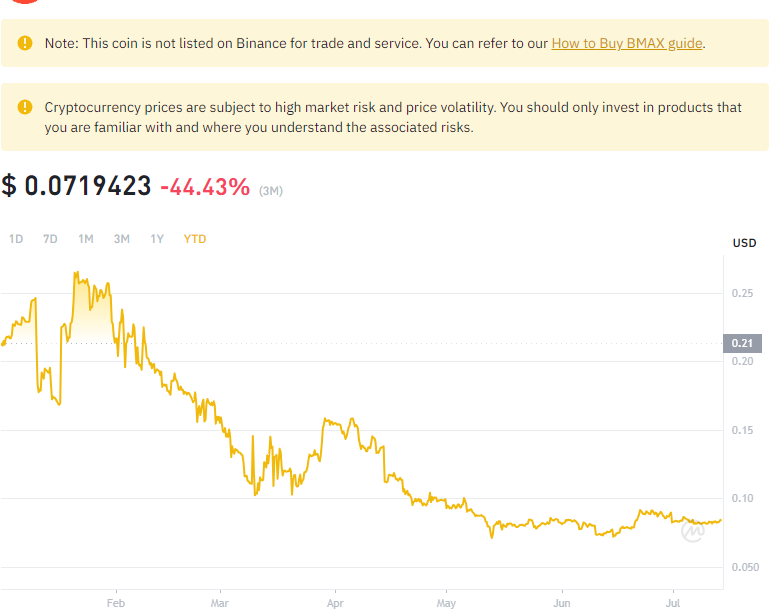 Note: This coin is not listed on Binance for trade and service. You can refer to our How to Buy BMAX guide.
Cryptocurrency prices are subject to high market risk and price volatility. You should only invest in products that
you are familiar with and where you understand the associated risks.
$ 0.0719423 -44.43% (3M)
1D 7D 1M 3M 1Y YTD
USD
0.25
0.21
0.20
0.15
0.10
0.050
Feb Mar Apr May Jun Jul